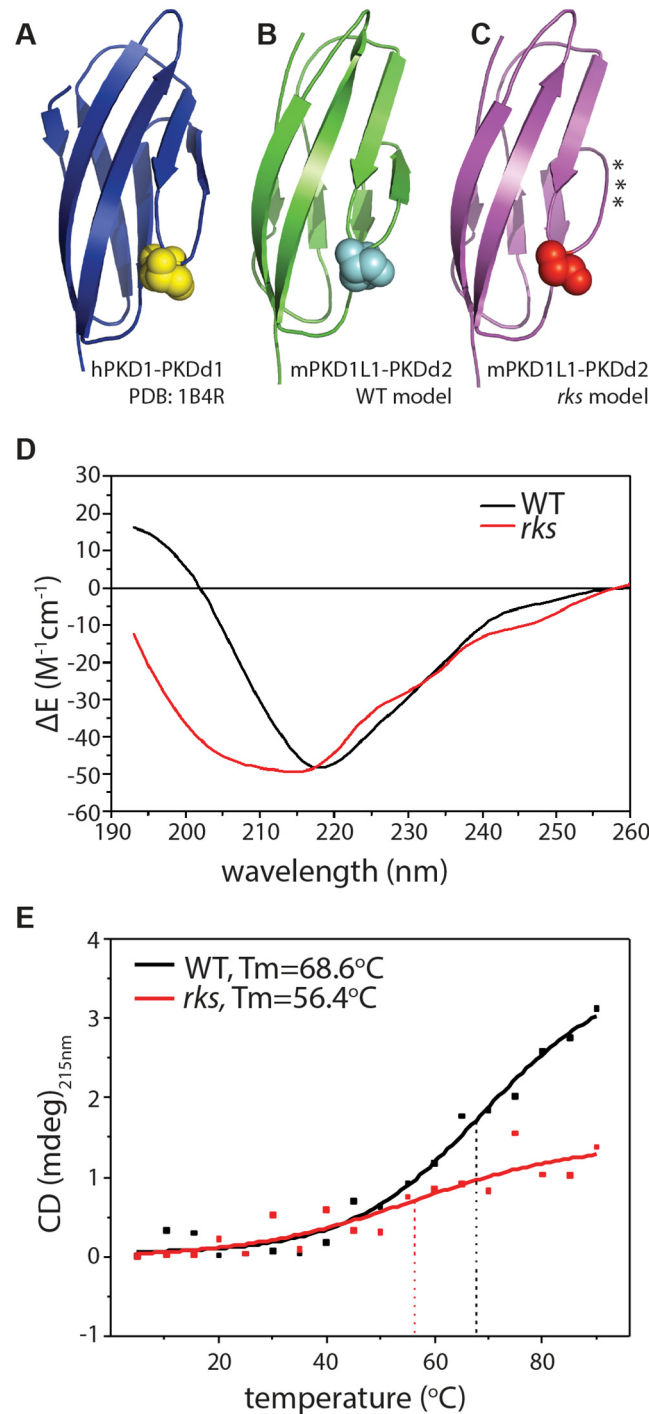 A
B
C
***
hPKD1-PKDd1
PDB: 1B4R
mPKD1L1-PKDd2
WT model
mPKD1L1-PKDd2
rks model
D
30
20
10
0
-10
-20
-30
-40
-50
-60
ΔE (M⁻¹cm⁻¹)
WT
rks
190 200 210 220 230 240 250 260
wavelength (nm)
E
4
3
2
1
0
-1
CD (mdeg)215nm
WT, Tm=68.6°C
rks, Tm=56.4°C
20 40 60 80
temperature (°C)